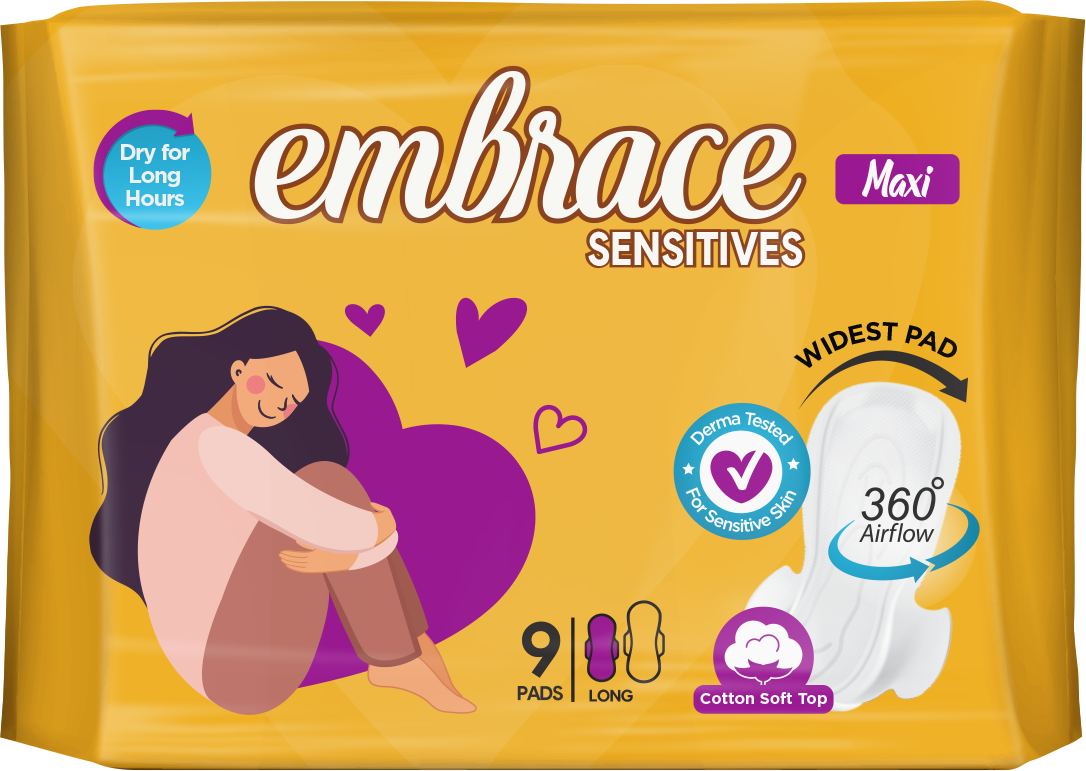 Dry for
Long
Hours
embrace
SENSITIVES
Maxi
WIDEST PAD
Derma Tested
For Sensitive Skin
360°
Airflow
9
PADS
LONG
Cotton Soft Top